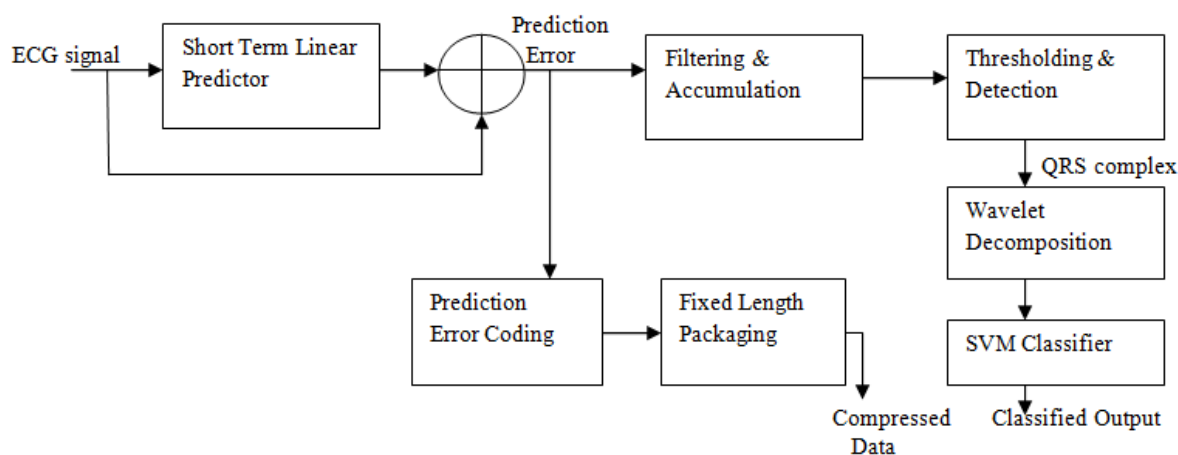 ECG signal
Short Term Linear
Predictor
Prediction
Error
Filtering &
Accumulation
Thresholding &
Detection
QRS complex
Wavelet
Decomposition
Prediction
Error Coding
Fixed Length
Packaging
SVM Classifier
Compressed
Data
Classified Output